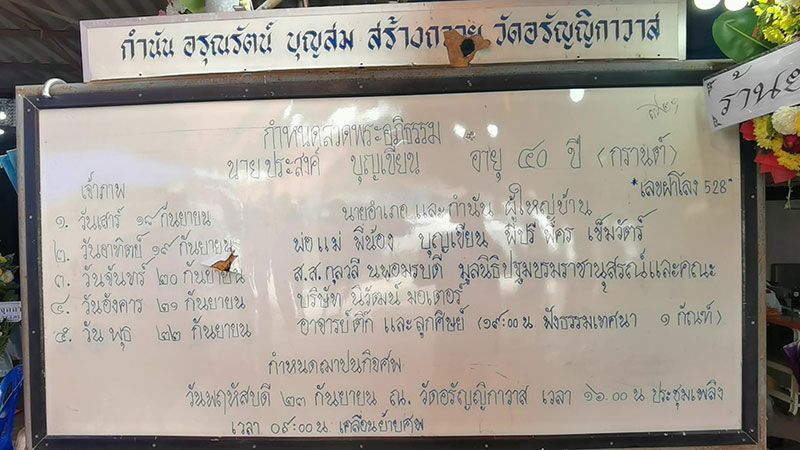 กำนัน อรุณรัตน์ บุญสม สร้างถวาย วัดอรัญญิกาวาส
ร้าน
กำหนดสวดพระอภิธรรม
นาย ประสงค์ บุญเขียน อายุ ๔๐ ปี (กรานต์)
เจ้าภาพ
*เลขฝาโลง 528*
๑. วันเสาร์ ๑๘ กันยายน นายอำเภอ และกำนัน ผู้ใหญ่บ้าน
๒. วันอาทิตย์ ๑๙ กันยายน พ่อแม่ พี่น้อง บุญเขียน พี่ปรี พี่คร เข็มวัตร์
๓. วันจันทร์ ๒๐ กันยายน ส.ส.กุลวลี นพอมรบดี มูลนิธิปฐมบรมราชานุสรณ์และคณะ
๔. วันอังคาร ๒๑ กันยายน บริษัท นิวัฒน์ มอเตอร์
๕. วัน พุธ ๒๒ กันยายน อาจารย์ติ๊ก และลูกศิษย์ (๑๙:๐๐ น ฟังธรรมเทศนา ๑ กัณฑ์)
กำหนดฌาปนกิจศพ
วันพฤหัสบดี ๒๓ กันยายน ณ. วัดอรัญญิกาวาส เวลา ๑๖.๐๐ น ประชุมเพลิง
เวลา ๐๙:๐๐ น. เคลื่อนย้ายศพ